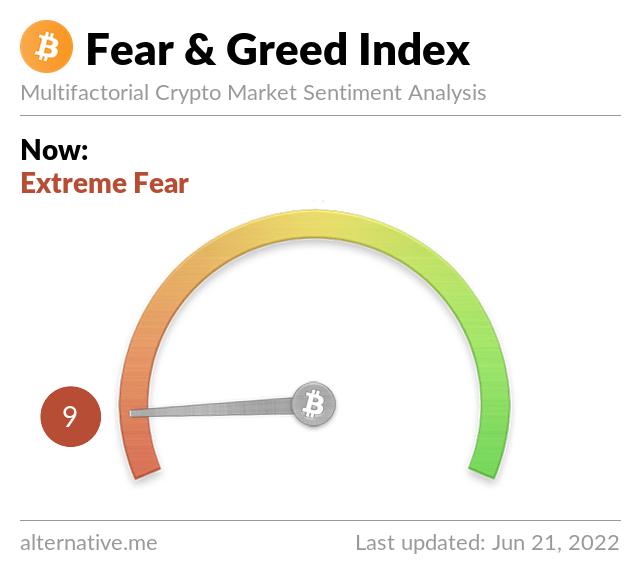 Fear & Greed Index
Multifactorial Crypto Market Sentiment Analysis
Now:
Extreme Fear
9
alternative.me
Last updated: Jun 21, 2022